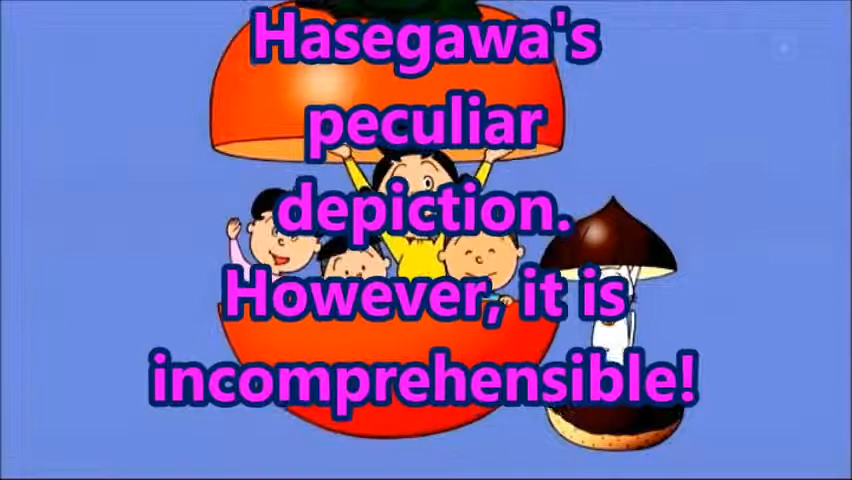 Hasegawa's
peculiar
depiction.
However, it is
incomprehensible!